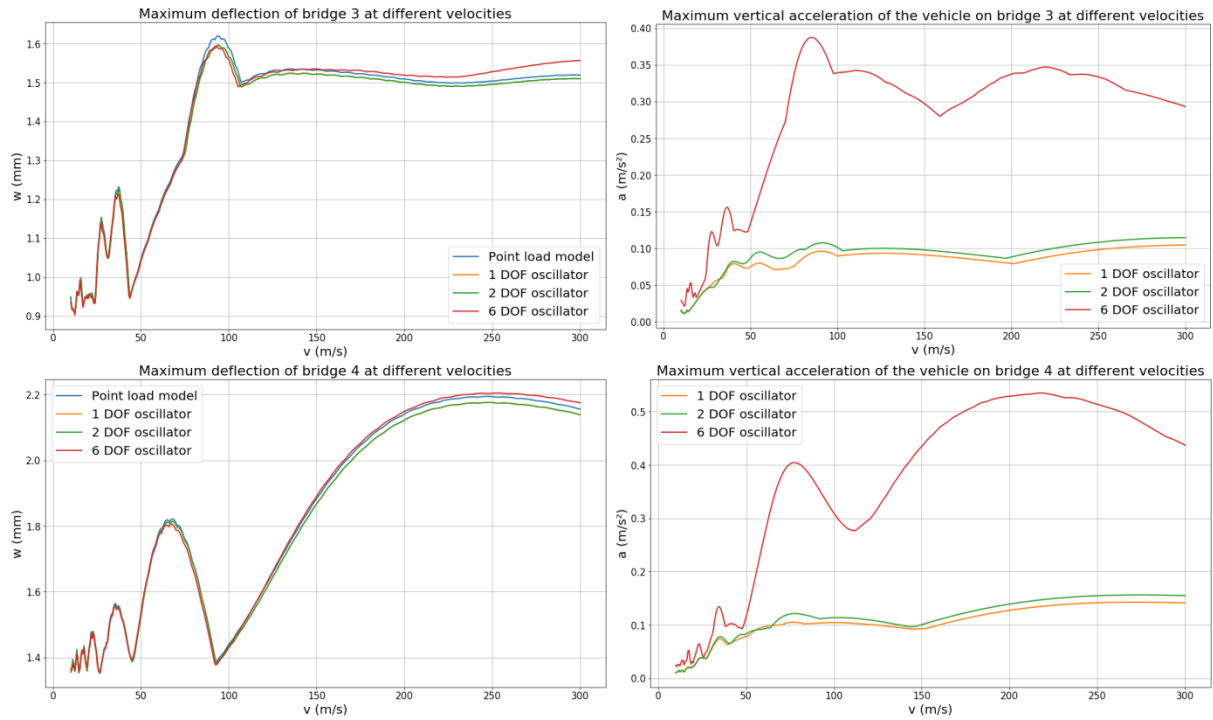 Maximum deflection of bridge 3 at different velocities
1.6
1.5
1.4
1.3
1.2
1.1
1.0
0.9
w (mm)
Point load model
1 DOF oscillator
2 DOF oscillator
6 DOF oscillator
0 50 100 150 200 250 300
v (m/s)
Maximum vertical acceleration of the vehicle on bridge 3 at different velocities
0.40
0.35
0.30
0.25
0.20
0.15
0.10
0.05
0.00
a (m/s²)
1 DOF oscillator
2 DOF oscillator
6 DOF oscillator
0 50 100 150 200 250 300
v (m/s)
Maximum deflection of bridge 4 at different velocities
2.2
2.0
1.8
1.6
1.4
w (mm)
Point load model
1 DOF oscillator
2 DOF oscillator
6 DOF oscillator
0 50 100 150 200 250 300
v (m/s)
Maximum vertical acceleration of the vehicle on bridge 4 at different velocities
0.5
0.4
0.3
0.2
0.1
0.0
a (m/s²)
1 DOF oscillator
2 DOF oscillator
6 DOF oscillator
0 50 100 150 200 250 300
v (m/s)